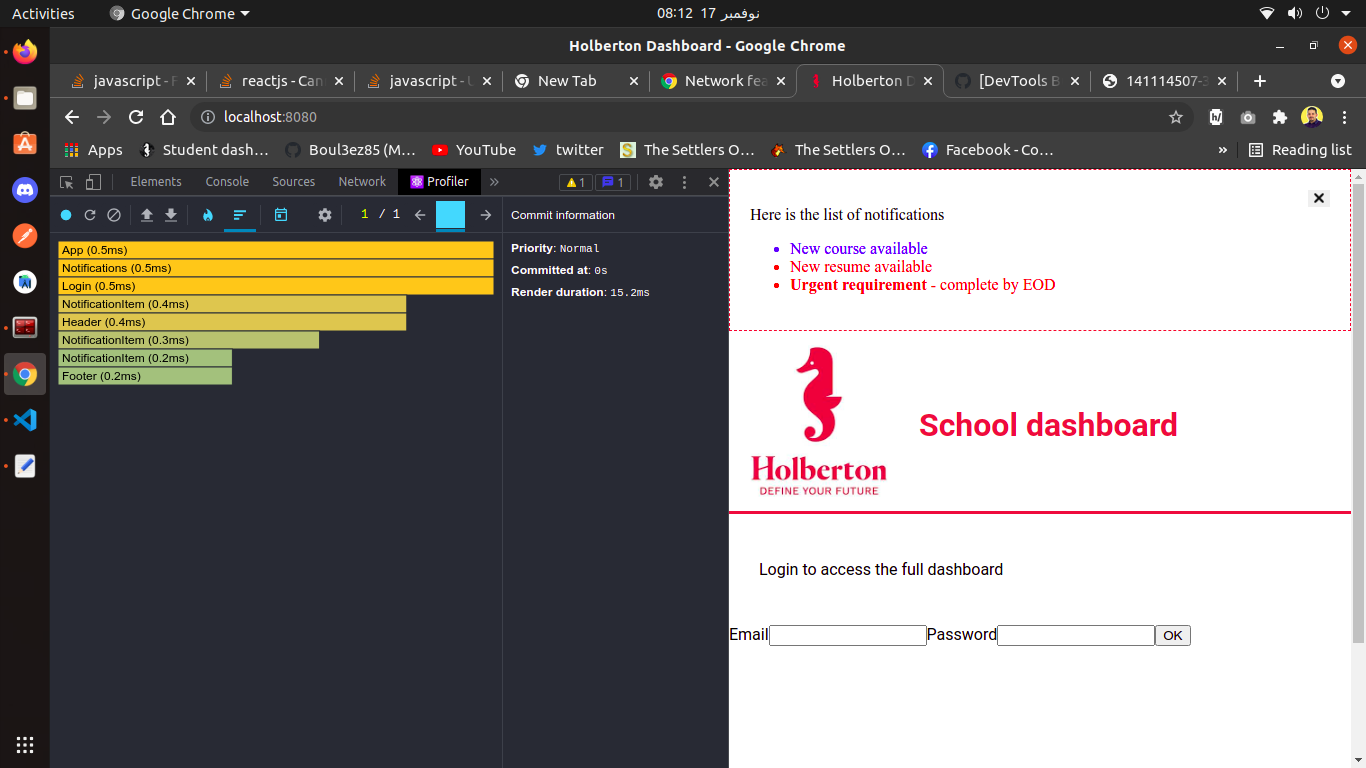 Activities
Google Chrome
08:12 17 نوفمبر
Holberton Dashboard - Google Chrome
javascript - F
reactjs - Can
javascript - U
New Tab
Network fea
Holberton D
[DevTools B
141114507-3
localhost:8080
Apps
Student dash…
Boul3ez85 (M…
YouTube
twitter
The Settlers O…
The Settlers O…
Facebook - Co…
»
Reading list
Elements
Console
Sources
Network
Profiler
»
1
1
1 / 1
Commit information
App (0.5ms)
Notifications (0.5ms)
Login (0.5ms)
NotificationItem (0.4ms)
Header (0.4ms)
NotificationItem (0.3ms)
NotificationItem (0.2ms)
Footer (0.2ms)
Priority: Normal
Committed at: 0s
Render duration: 15.2ms
Here is the list of notifications
New course available
New resume available
Urgent requirement - complete by EOD
Holberton
DEFINE YOUR FUTURE
School dashboard
Login to access the full dashboard
Email
Password
OK